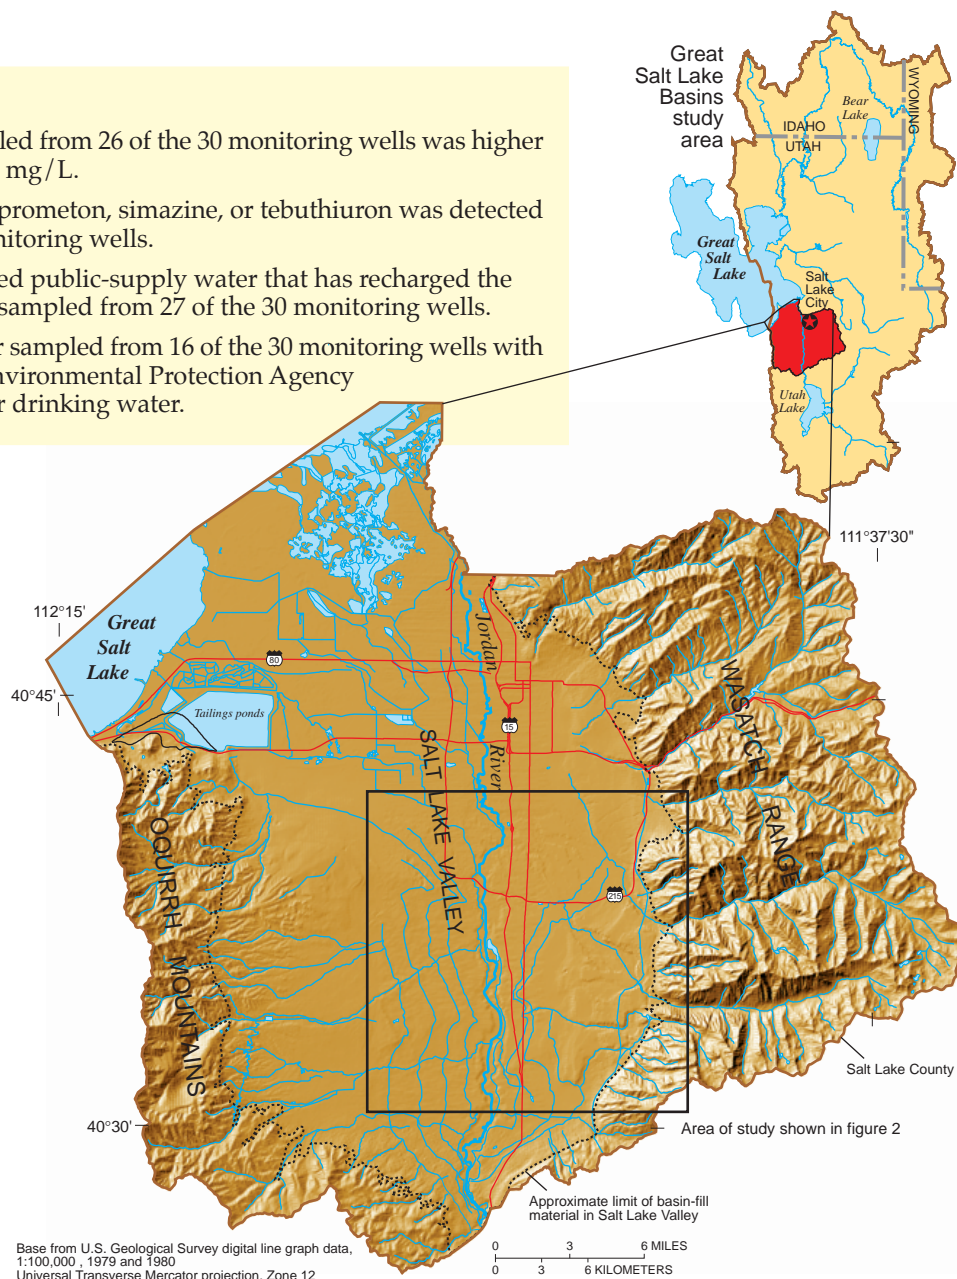 led from 26 of the 30 monitoring wells was higher
mg/L.
prometon, simazine, or tebuthiuron was detected
nitoring wells.
ed public-supply water that has recharged the
sampled from 27 of the 30 monitoring wells.
r sampled from 16 of the 30 monitoring wells with
nvironmental Protection Agency
r drinking water.
Great
Salt Lake
Basins
study
area
Bear
Lake
WYOMING
IDAHO
UTAH
Great
Salt
Lake
Salt
Lake
City
Utah
Lake
111°37'30"
112°15'
Great
Salt
Lake
40°45'
80
Tailings ponds
Jordan
River
15
SALT LAKE VALLEY
WASATCH
RANGE
215
OQUIRRH
MOUNTAINS
Salt Lake County
40°30'
Area of study shown in figure 2
Approximate limit of basin-fill
material in Salt Lake Valley
Base from U.S. Geological Survey digital line graph data,
1:100,000 , 1979 and 1980
Universal Transverse Mercator projection, Zone 12
0 3 6 MILES
0 3 6 KILOMETERS